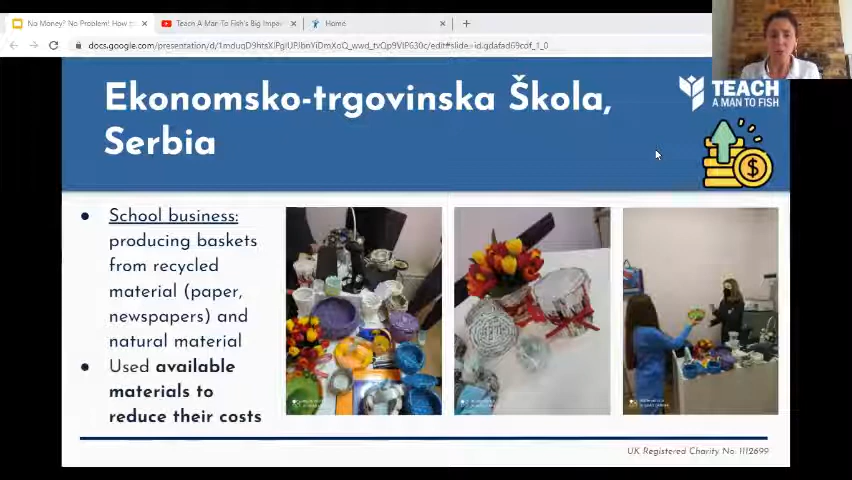 No Money? No Problem! How
Teach A Man To Fish's Big Impac
Home
Ekonomsko-trgovinska Škola,
Serbia
TEACH
A MAN TO FISH
● School business:
producing baskets
from recycled
material (paper,
newspapers) and
natural material
● Used available
materials to
reduce their costs
UK Registered Charity No. 1112699